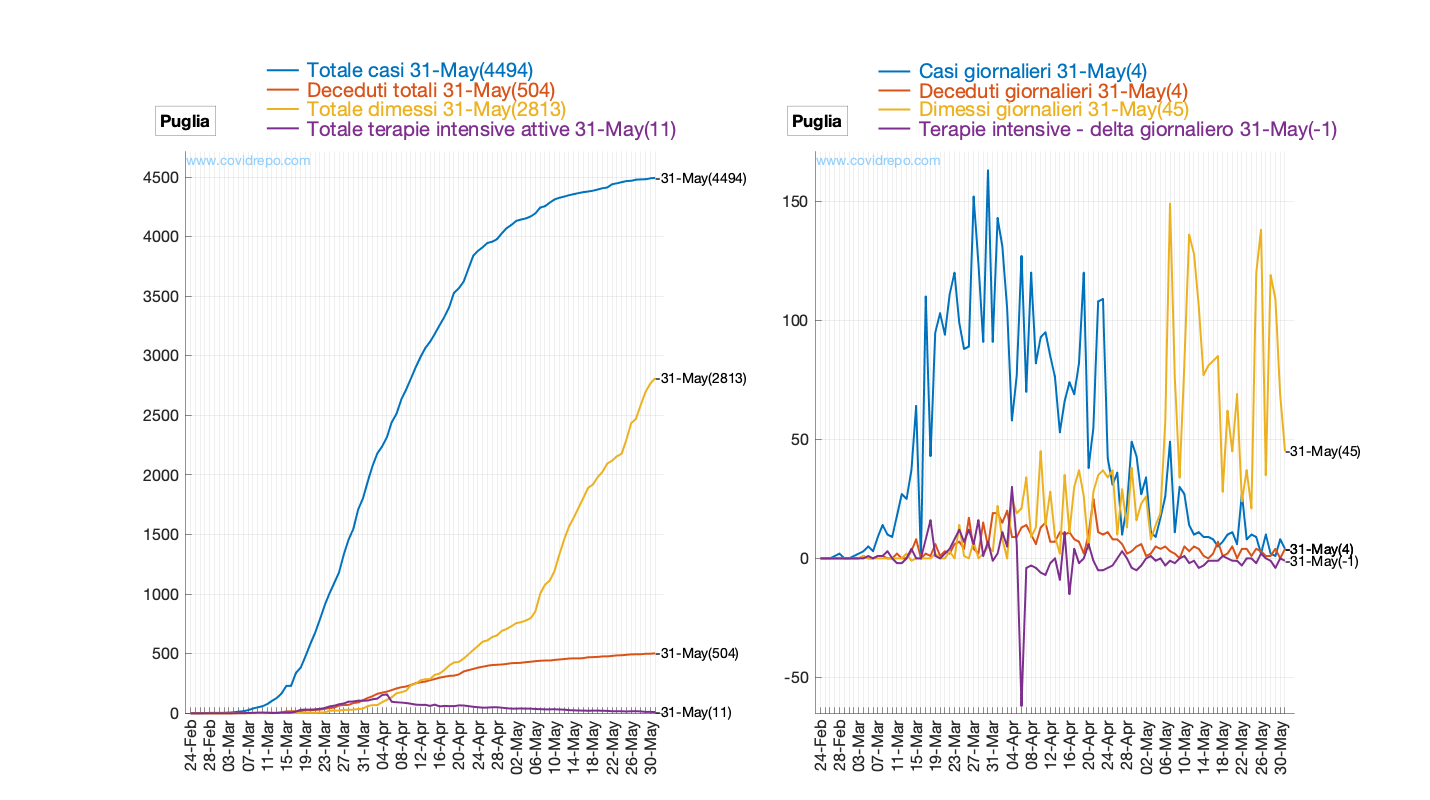 Totale casi 31-May(4494)
Deceduti totali 31-May(504)
Totale dimessi 31-May(2813)
Totale terapie intensive attive 31-May(11)
Puglia
www.covidrepo.com
4500
4000
3500
3000
2500
2000
1500
1000
500
0
31-May(4494)
31-May(2813)
31-May(504)
31-May(11)
24-Feb
28-Feb
03-Mar
07-Mar
11-Mar
15-Mar
19-Mar
23-Mar
27-Mar
31-Mar
04-Apr
08-Apr
12-Apr
16-Apr
20-Apr
24-Apr
28-Apr
02-May
06-May
10-May
14-May
18-May
22-May
26-May
30-May
Casi giornalieri 31-May(4)
Deceduti giornalieri 31-May(4)
Dimessi giornalieri 31-May(45)
Terapie intensive - delta giornaliero 31-May(-1)
Puglia
www.covidrepo.com
150
100
50
0
-50
31-May(45)
31-May(4)
31-May(-1)
24-Feb
28-Feb
03-Mar
07-Mar
11-Mar
15-Mar
19-Mar
23-Mar
27-Mar
31-Mar
04-Apr
08-Apr
12-Apr
16-Apr
20-Apr
24-Apr
28-Apr
02-May
06-May
10-May
14-May
18-May
22-May
26-May
30-May